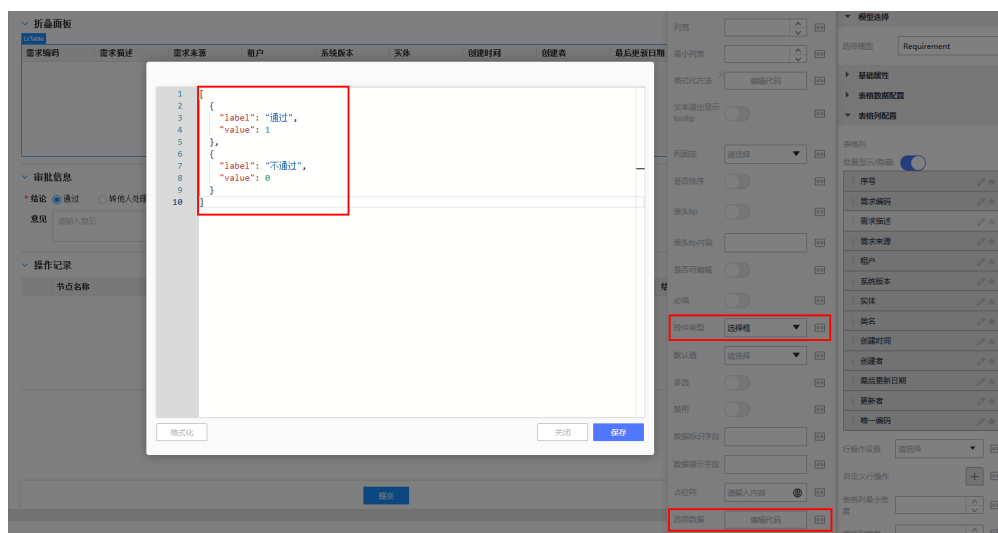 折叠面板
LcTable
需求编码 需求描述 需求来源 租户 系统版本 实体 创建时间 创建者 最后更新日期
1 [
2 {
3 "label": "通过",
4 "value": 1
5 },
6 {
7 "label": "不通过",
8 "value": 0
9 }
10 ]
格式化 关闭 保存
审批信息
* 结论 通过 转他人处理
意见 请输入意见
操作记录
节点名称
提交
列宽
最小列宽
格式化方法 编辑代码
文本溢出显示
tooltip
列固定 请选择
是否排序
表头tip
表头tip内容
是否可编辑
必填
控件类型 选择框
默认值 请选择
多选
禁用
数据标识字段
数据展示字段
占位符 请输入内容
选项数据 编辑代码
模型选择
选择模型 Requirement
基础属性
表格数据配置
表格列配置
表格列
批量显示/隐藏
序号
需求编码
需求描述
需求来源
租户
系统版本
实体
类名
创建时间
创建者
最后更新日期
更新者
唯一编码
行操作设置 请选择
自定义行操作
表格列最小宽
度